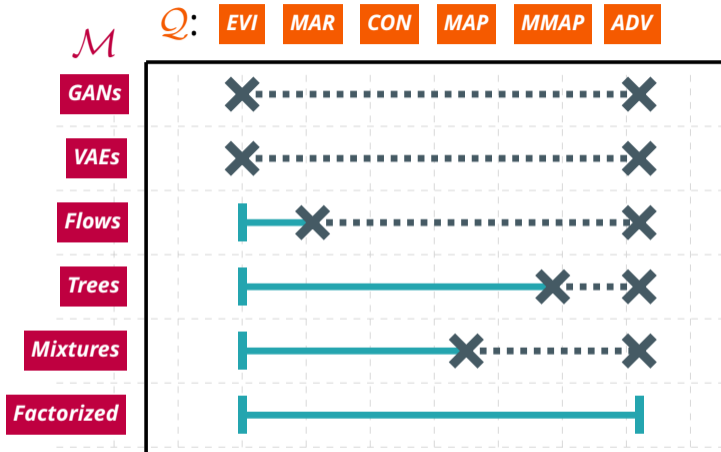 𝒬: EVI MAR CON MAP MMAP ADV
ℳ
GANs
VAEs
Flows
Trees
Mixtures
Factorized